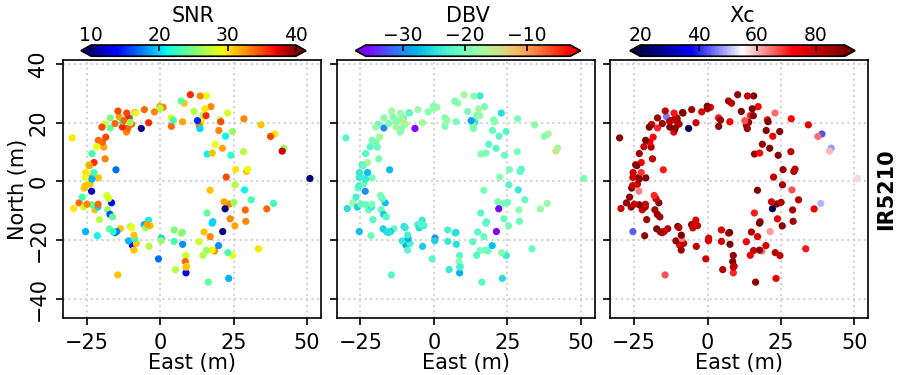 SNR DBV Xc
10 20 30 40 −30 −20 −10 20 40 60 80
40
20
0
−20
−40
North (m)
−25 0 25 50 −25 0 25 50 −25 0 25 50
East (m) East (m) East (m)
IR5210